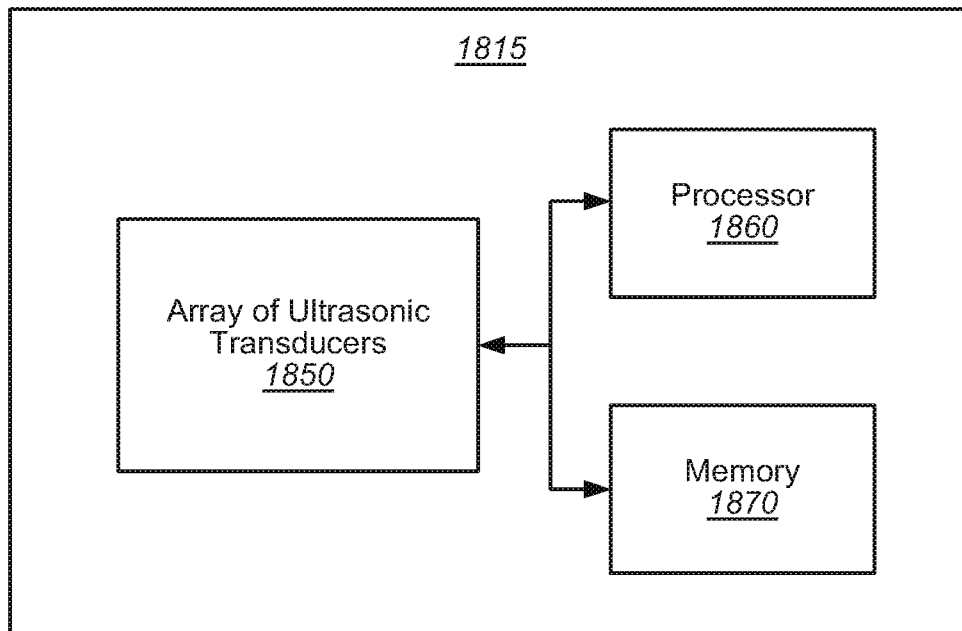 1815
Processor
1860
Array of Ultrasonic
Transducers
1850
Memory
1870